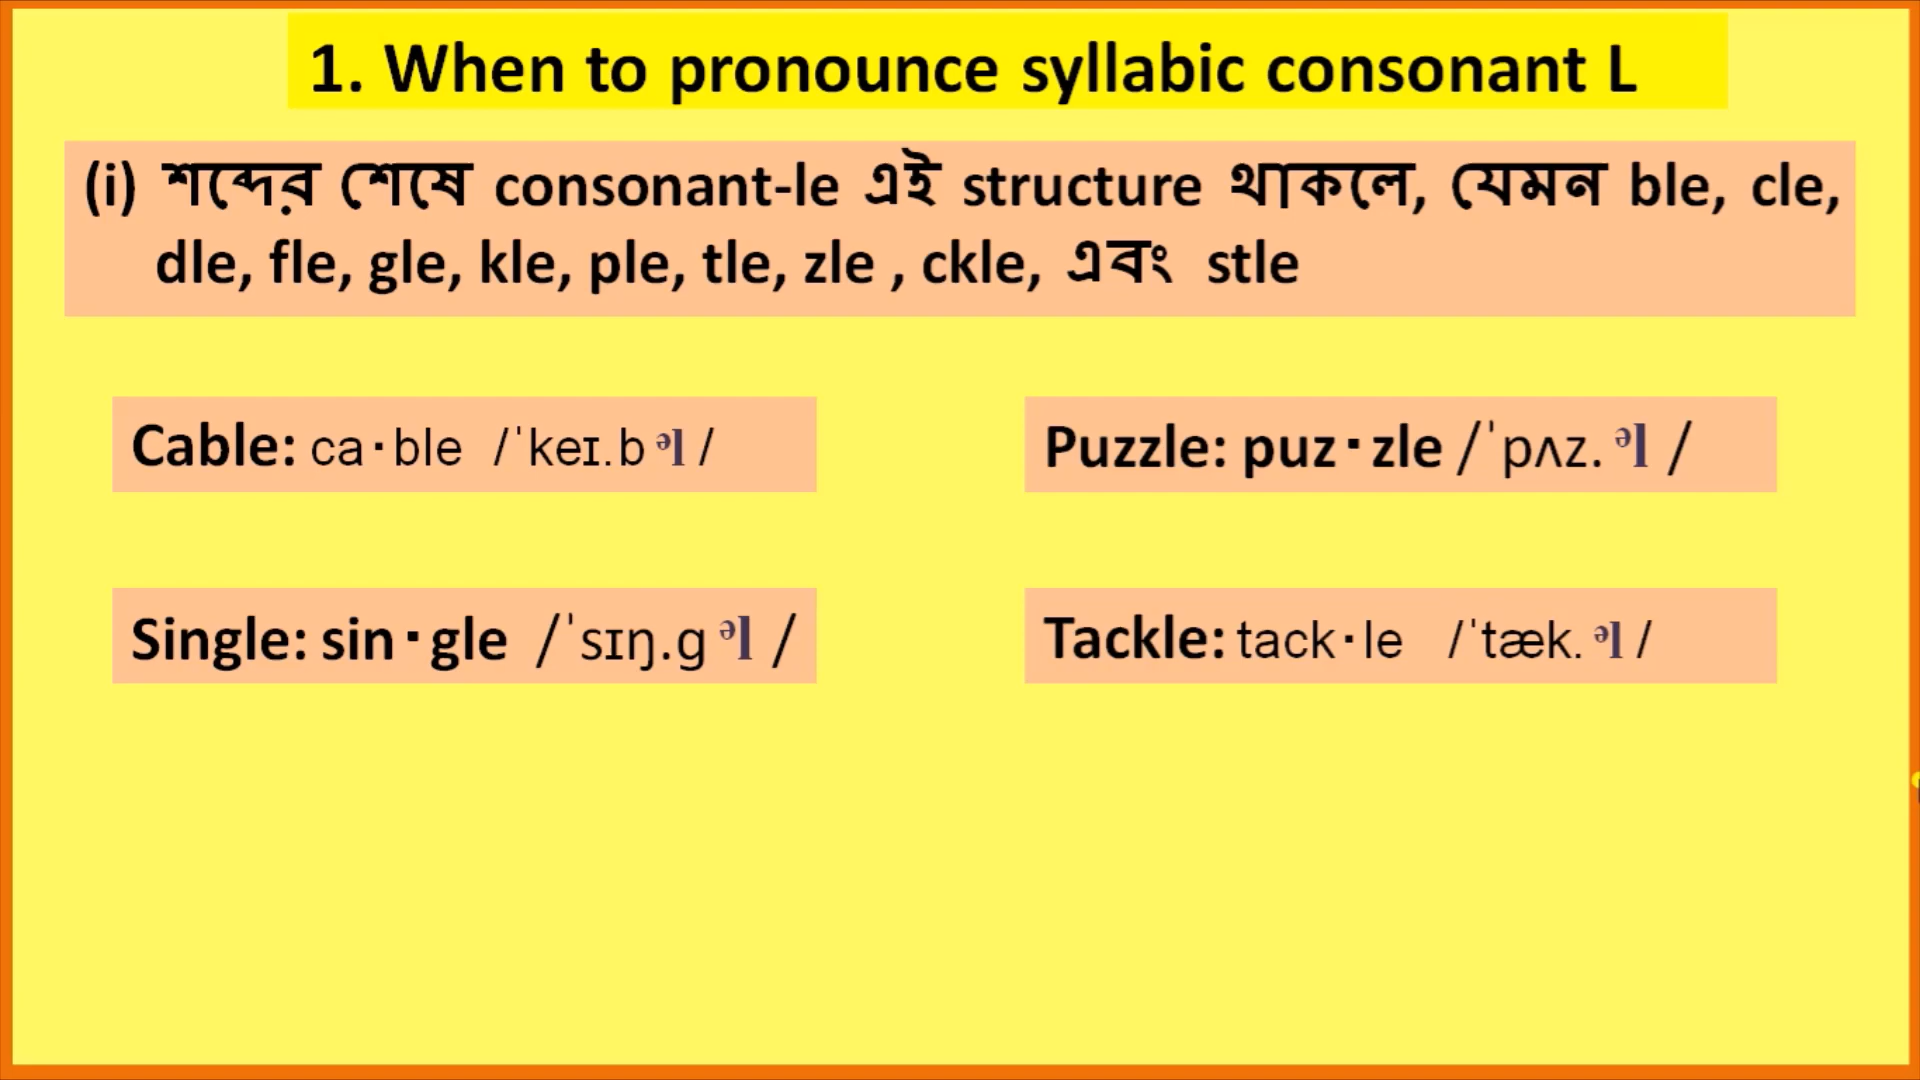 1. When to pronounce syllabic consonant L
(i) শব্দের শেষে consonant-le এই structure থাকলে, যেমন ble, cle,
dle, fle, gle, kle, ple, tle, zle , ckle, এবং stle
Cable: ca·ble /ˈkeɪ.b ᵊl /
Puzzle: puz·zle /ˈpʌz. ᵊl /
Single: sin·gle /ˈsɪŋ.g ᵊl /
Tackle: tack·le /ˈtæk. ᵊl /